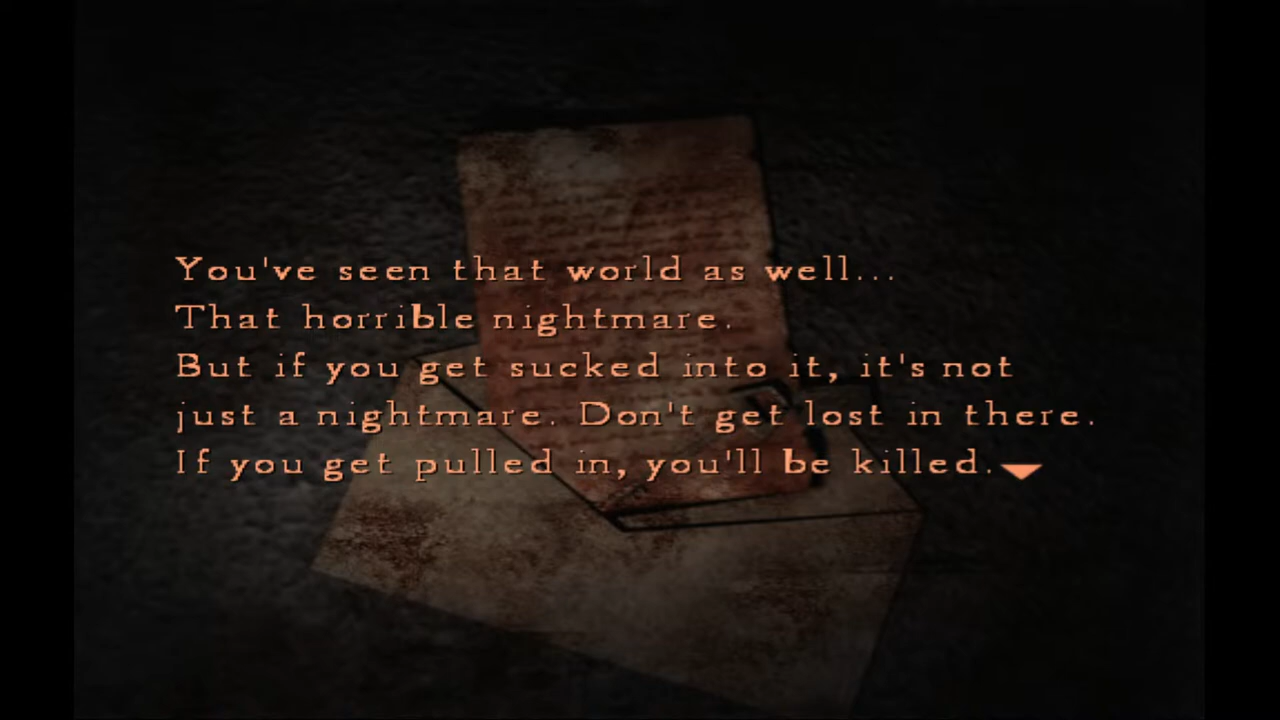 You've seen that world as well...
That horrible nightmare.
But if you get sucked into it, it's not
just a nightmare. Don't get lost in there.
If you get pulled in, you'll be killed.